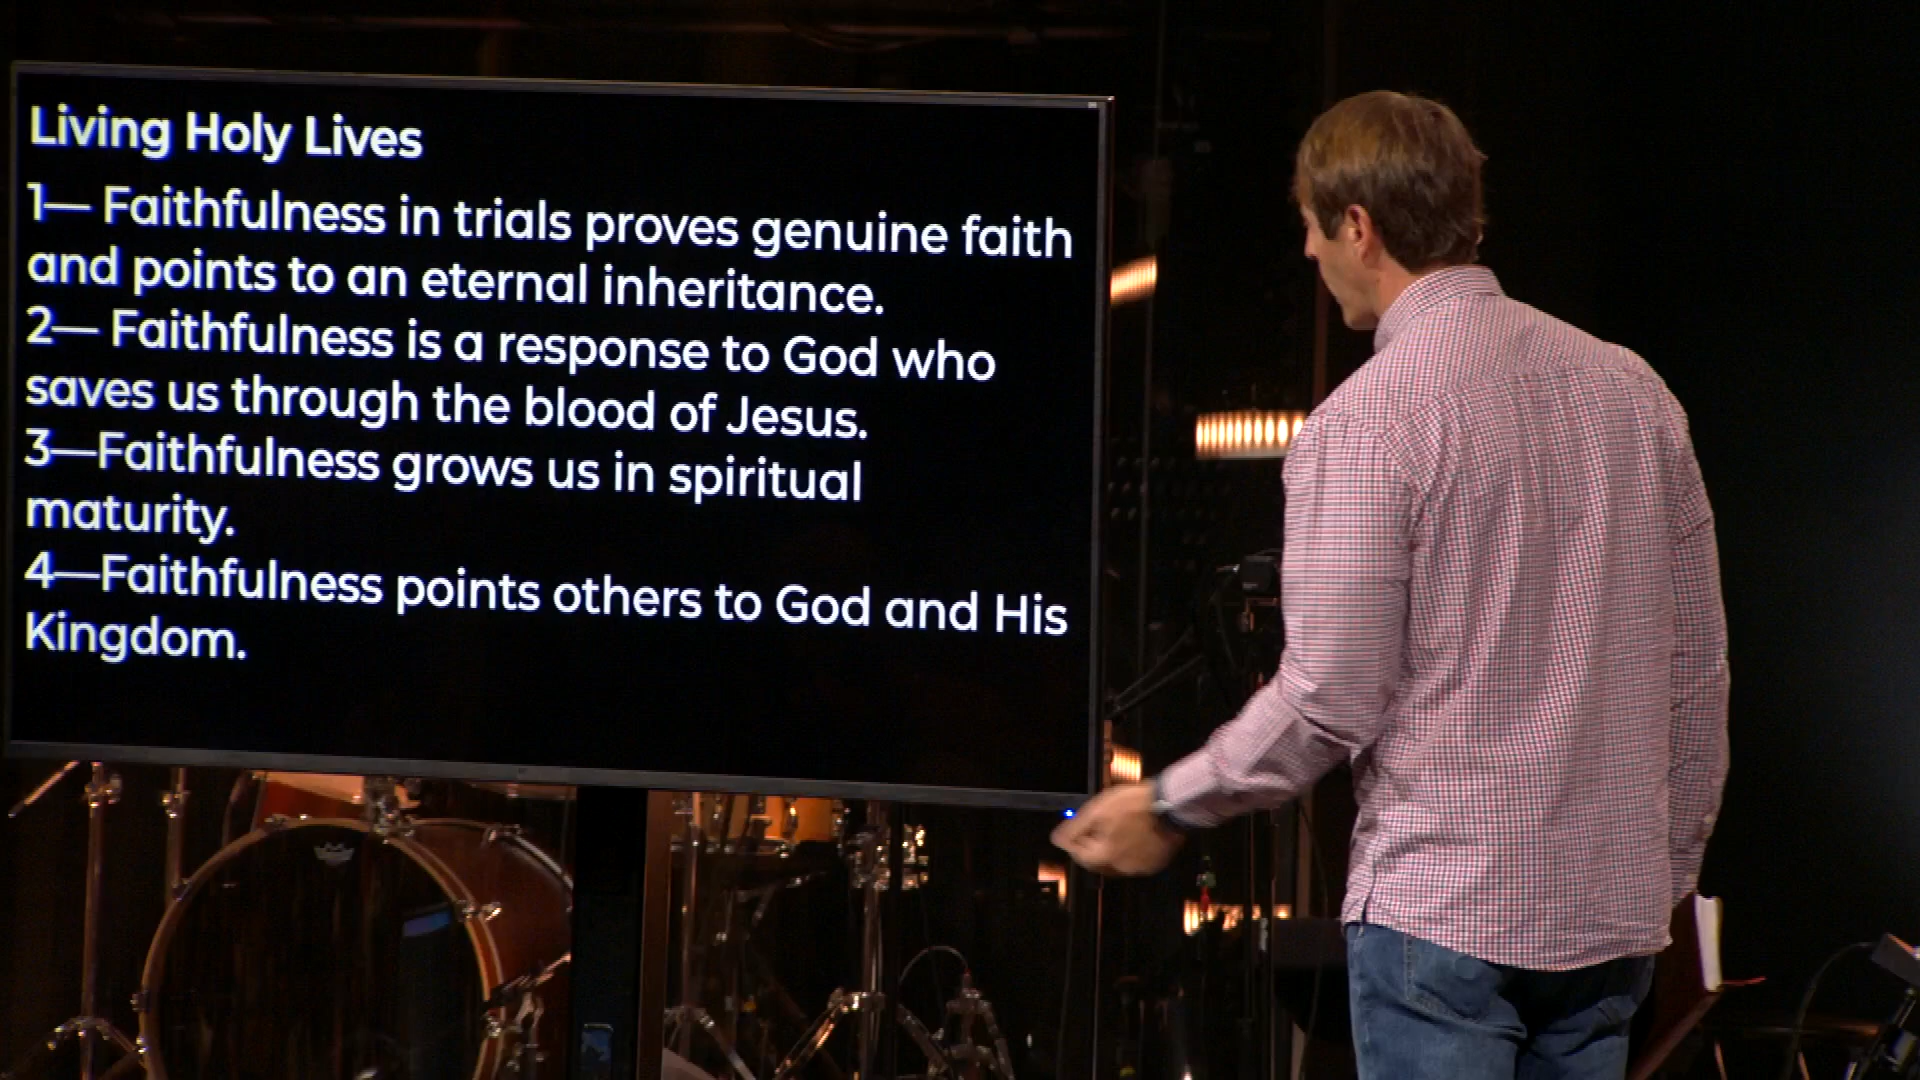 Living Holy Lives
1— Faithfulness in trials proves genuine faith
and points to an eternal inheritance.
2— Faithfulness is a response to God who
saves us through the blood of Jesus.
3—Faithfulness grows us in spiritual
maturity.
4—Faithfulness points others to God and His
Kingdom.